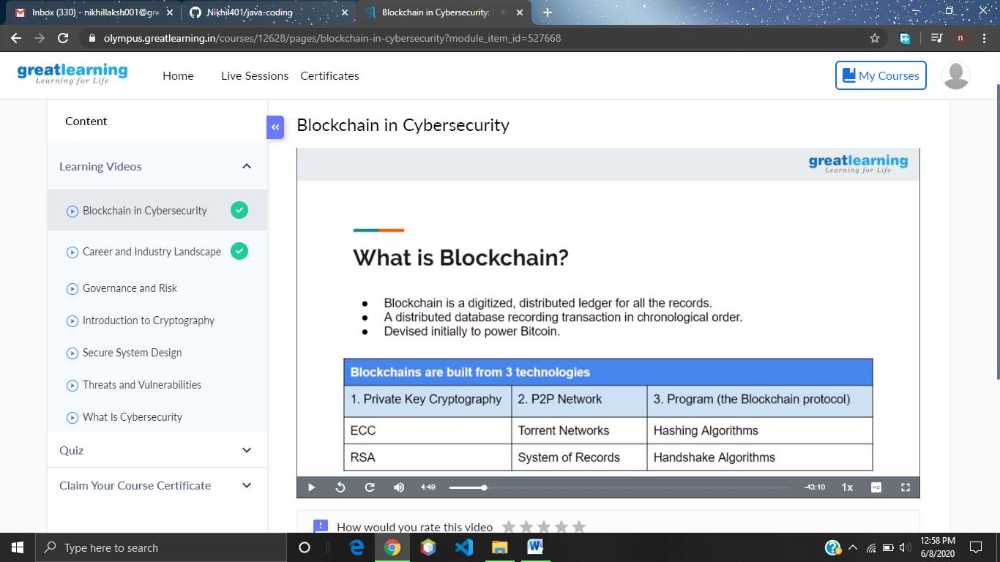 Inbox (330) - nikhillaksh001@gm
Nikhil401/java-coding
Blockchain in Cybersecurity:
olympus.greatlearning.in/courses/12628/pages/blockchain-in-cybersecurity?module_item_id=527668
n
greatlearning
Learning for Life
Home
Live Sessions
Certificates
My Courses
Content
Learning Videos
Blockchain in Cybersecurity
Career and Industry Landscape
Governance and Risk
Introduction to Cryptography
Secure System Design
Threats and Vulnerabilities
What Is Cybersecurity
Quiz
Claim Your Course Certificate
Blockchain in Cybersecurity
greatlearning
Learning for Life
What is Blockchain?
● Blockchain is a digitized, distributed ledger for all the records.
● A distributed database recording transaction in chronological order.
● Devised initially to power Bitcoin.
Blockchains are built from 3 technologies
1. Private Key Cryptography 2. P2P Network 3. Program (the Blockchain protocol)
ECC Torrent Networks Hashing Algorithms
RSA System of Records Handshake Algorithms
4:49
-43:10
1x
HD
How would you rate this video
Type here to search
12:58 PM
6/8/2020